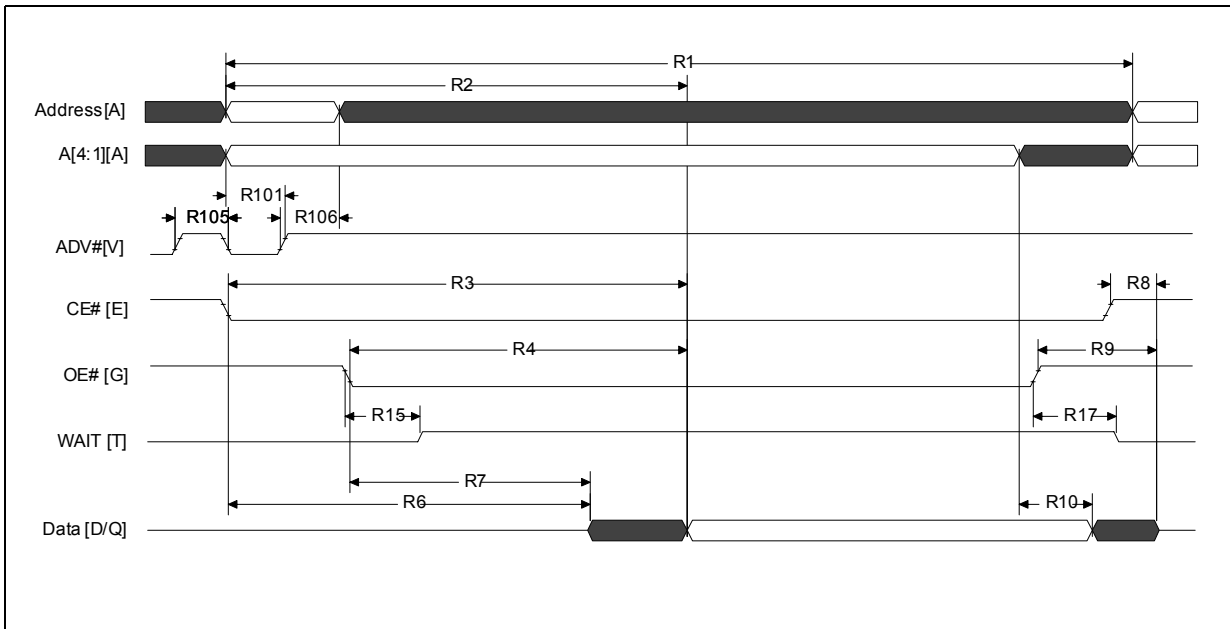 R1
R2
Address [A]
A[4:1][A]
R101
R105
R106
ADV#[V]
R3
R8
CE# [E]
R4
R9
OE# [G]
R15
R17
WAIT [T]
R7
R6
R10
Data [D/Q]